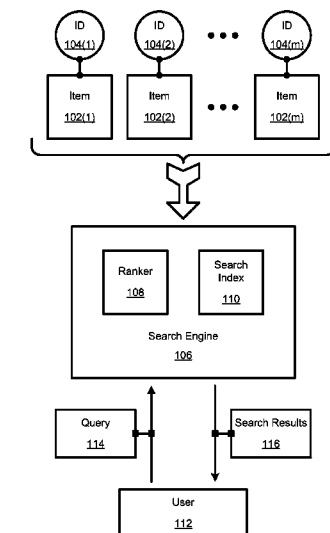 ID ID ID
104(1) 104(2) 104(m)
Item Item Item
102(1) 102(2) 102(m)
Ranker
108
Search
Index
110
Search Engine
106
Query
114
Search Results
116
User
112